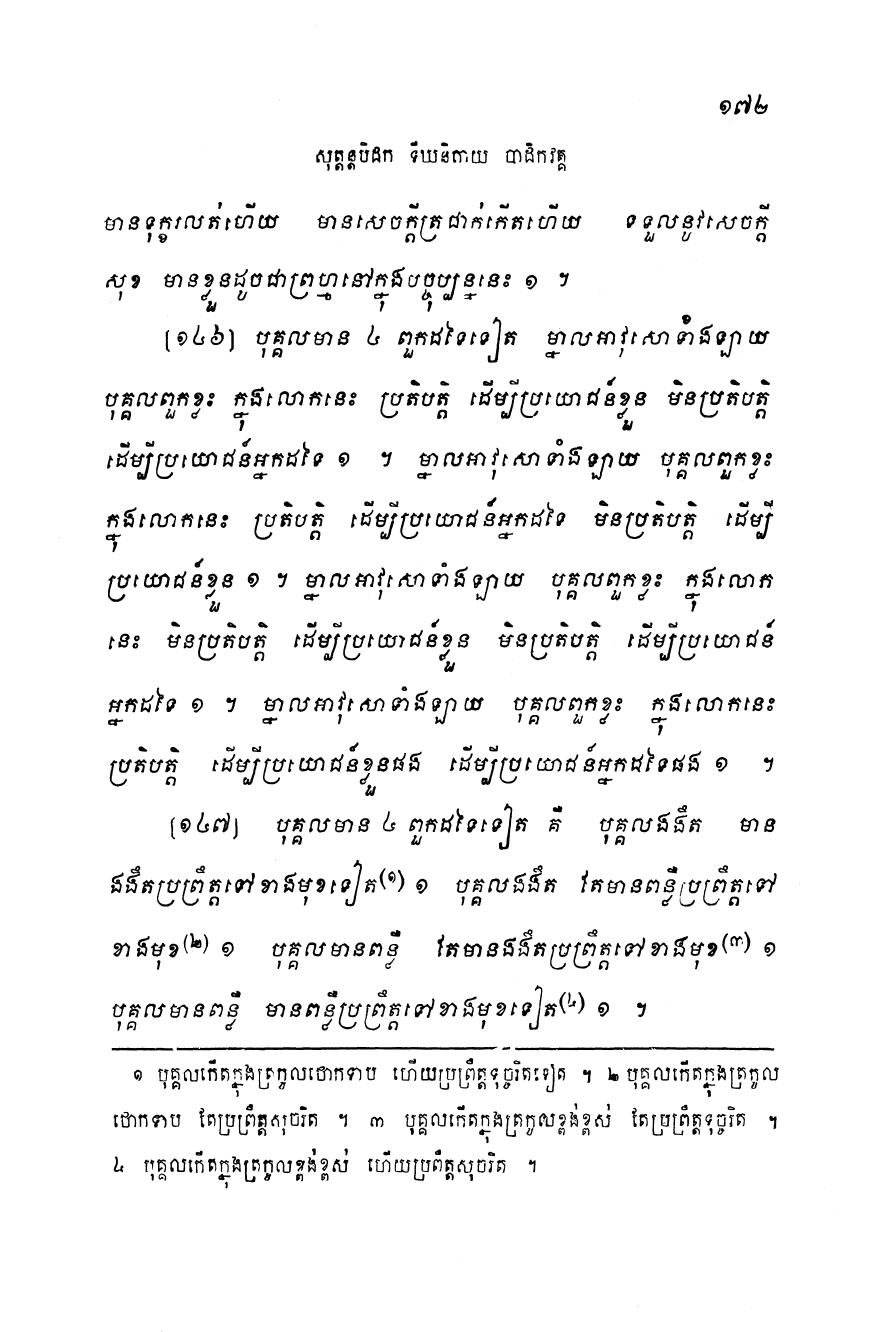 ១៧២
សុត្តន្តបិដក ទីឃនិកាយ បាដិកវគ្គ
មានទុក្ខរលត់ហើយ មានសេចក្តីត្រជាក់កើតហើយ ទទួលនូវសេចក្តី
សុខ មានខ្លួនដូចជាព្រហ្មនៅក្នុងបច្ចុប្បន្ននេះ ១ ។
[១៤៦] បុគ្គលមាន ៤ ពួកដទៃទៀត ម្នាលអាវុសោទាំងឡាយ
បុគ្គលពួកខ្លះ ក្នុងលោកនេះ ប្រតិបត្តិ ដើម្បីប្រយោជន៍ខ្លួន មិនប្រតិបត្តិ
ដើម្បីប្រយោជន៍អ្នកដទៃ ១ ។ ម្នាលអាវុសោទាំងឡាយ បុគ្គលពួកខ្លះ
ក្នុងលោកនេះ ប្រតិបត្តិ ដើម្បីប្រយោជន៍អ្នកដទៃ មិនប្រតិបត្តិ ដើម្បី
ប្រយោជន៍ខ្លួន ១ ។ ម្នាលអាវុសោទាំងឡាយ បុគ្គលពួកខ្លះ ក្នុងលោក
នេះ មិនប្រតិបត្តិ ដើម្បីប្រយោជន៍ខ្លួន មិនប្រតិបត្តិ ដើម្បីប្រយោជន៍
អ្នកដទៃ ១ ។ ម្នាលអាវុសោទាំងឡាយ បុគ្គលពួកខ្លះ ក្នុងលោកនេះ
ប្រតិបត្តិ ដើម្បីប្រយោជន៍ខ្លួនផង ដើម្បីប្រយោជន៍អ្នកដទៃផង ១ ។
[១៤៧] បុគ្គលមាន ៤ ពួកដទៃទៀត គឺ បុគ្គលងងឹត មាន
ងងឹតប្រព្រឹត្តទៅខាងមុខទៀត(១) ១ បុគ្គលងងឹត តែមានពន្លឺប្រព្រឹត្តទៅ
ខាងមុខ(២) ១ បុគ្គលមានពន្លឺ តែមានងងឹតប្រព្រឹត្តទៅខាងមុខ(៣) ១
បុគ្គលមានពន្លឺ មានពន្លឺប្រព្រឹត្តទៅខាងមុខទៀត(៤) ១ ។
១ បុគ្គលកើតក្នុងត្រកូលថោកទាប ហើយប្រព្រឹត្តទុច្ចរិតទៀត ។ ២ បុគ្គលកើតក្នុងត្រកូល
ថោកទាប តែប្រព្រឹត្តសុចរិត ។ ៣ បុគ្គលកើតក្នុងត្រកូលខ្ពង់ខ្ពស់ តែប្រព្រឹត្តទុច្ចរិត ។
៤ បុគ្គលកើតក្នុងត្រកូលខ្ពង់ខ្ពស់ ហើយប្រព័ត្តសុចរិត ។